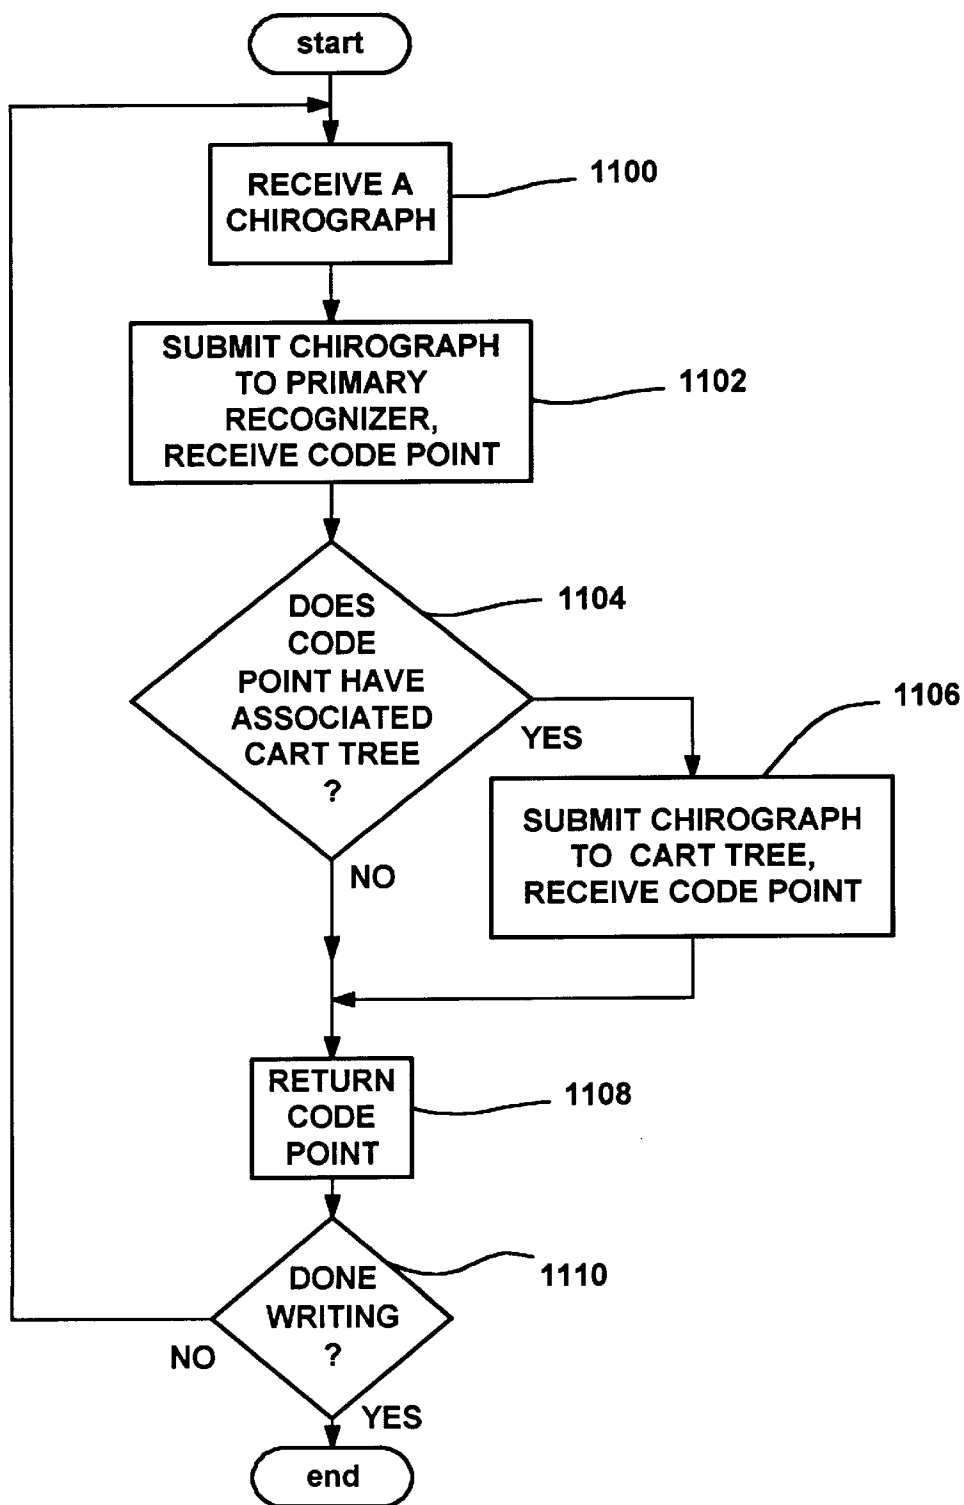 start
RECEIVE A
CHIROGRAPH
1100
SUBMIT CHIROGRAPH
TO PRIMARY
RECOGNIZER,
RECEIVE CODE POINT
1102
DOES
CODE
POINT HAVE
ASSOCIATED
CART TREE
?
1104
YES
NO
1106
SUBMIT CHIROGRAPH
TO CART TREE,
RECEIVE CODE POINT
RETURN
CODE
POINT
1108
DONE
WRITING
?
1110
NO
YES
end